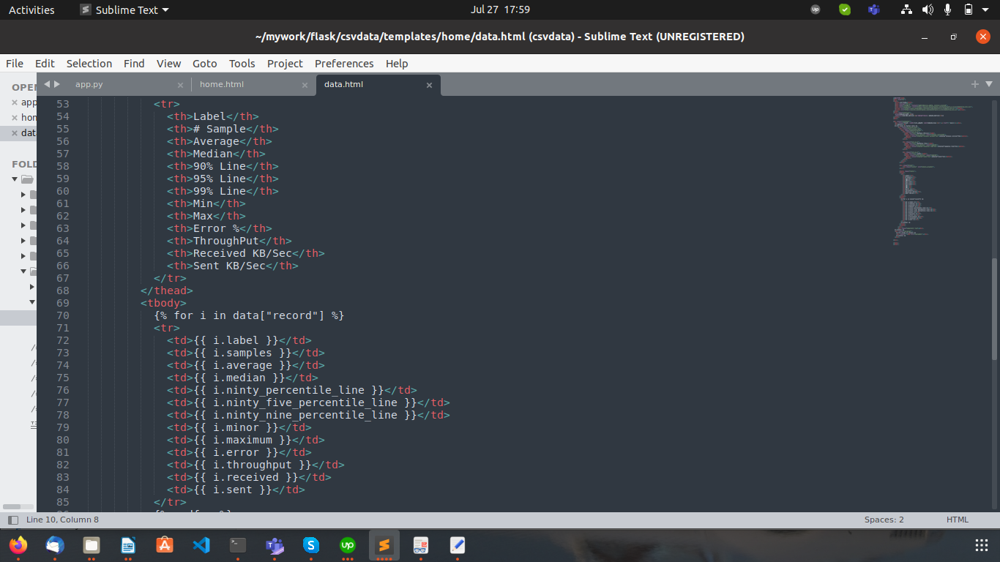 Activities Sublime Text Jul 27 17:59
~/mywork/flask/csvdata/templates/home/data.html (csvdata) - Sublime Text (UNREGISTERED)
File Edit Selection Find View Goto Tools Project Preferences Help
app.py home.html data.html
OPE
app
hon
dat
FOLD
53 <tr>
54 <th>Label</th>
55 <th># Sample</th>
56 <th>Average</th>
57 <th>Median</th>
58 <th>90% Line</th>
59 <th>95% Line</th>
60 <th>99% Line</th>
61 <th>Min</th>
62 <th>Max</th>
63 <th>Error %</th>
64 <th>ThroughPut</th>
65 <th>Received KB/Sec</th>
66 <th>Sent KB/Sec</th>
67 </tr>
68 </thead>
69 <tbody>
70 {% for i in data["record"] %}
71 <tr>
72 <td>{{ i.label }}</td>
73 <td>{{ i.samples }}</td>
74 <td>{{ i.average }}</td>
75 <td>{{ i.median }}</td>
76 <td>{{ i.ninty_percentile_line }}</td>
77 <td>{{ i.ninty_five_percentile_line }}</td>
78 <td>{{ i.ninty_nine_percentile_line }}</td>
79 <td>{{ i.minor }}</td>
80 <td>{{ i.maximum }}</td>
81 <td>{{ i.error }}</td>
82 <td>{{ i.throughput }}</td>
83 <td>{{ i.received }}</td>
84 <td>{{ i.sent }}</td>
85 </tr>
Line 10, Column 8 Spaces: 2 HTML